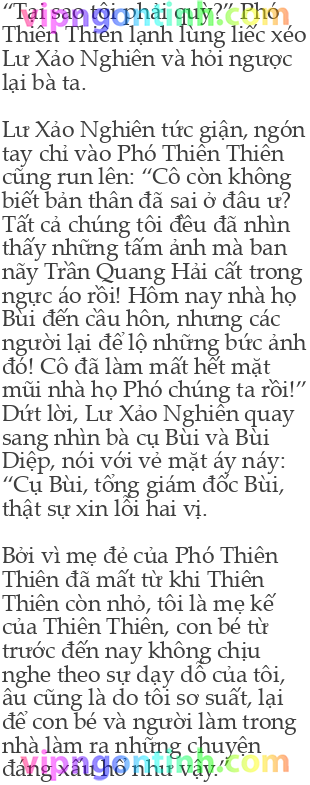 vipngontinh.com
“Tại sao tôi phải quỳ?” Phó
Thiên Thiên lạnh lùng liếc xéo
Lư Xảo Nghiên và hỏi ngược
lại bà ta.
Lư Xảo Nghiên tức giận, ngón
tay chỉ vào Phó Thiên Thiên
cũng run lên: “Cô còn không
biết bản thân đã sai ở đâu ư?
Tất cả chúng tôi đều đã nhìn
thấy những tấm ảnh mà ban
nãy Trần Quang Hải cất trong
ngực áo rồi! Hôm nay nhà họ
Bùi đến cầu hôn, nhưng các
người lại để lộ những bức ảnh
đó! Cô đã làm mất hết mặt
mũi nhà họ Phó chúng ta rồi!”
Dứt lời, Lư Xảo Nghiên quay
sang nhìn bà cụ Bùi và Bùi
Diệp, nói với vẻ mặt áy náy:
“Cụ Bùi, tổng giám đốc Bùi,
thật sự xin lỗi hai vị.
Bởi vì mẹ đẻ của Phó Thiên
Thiên đã mất từ khi Thiên
Thiên còn nhỏ, tôi là mẹ kế
của Thiên Thiên, con bé từ
trước đến nay không chịu
nghe theo sự dạy dỗ của tôi,
âu cũng là do tôi sơ suất, lại
để con bé và người làm trong
nhà làm ra những chuyện
đáng xấu hổ như vậy.”
vipngontinh.com